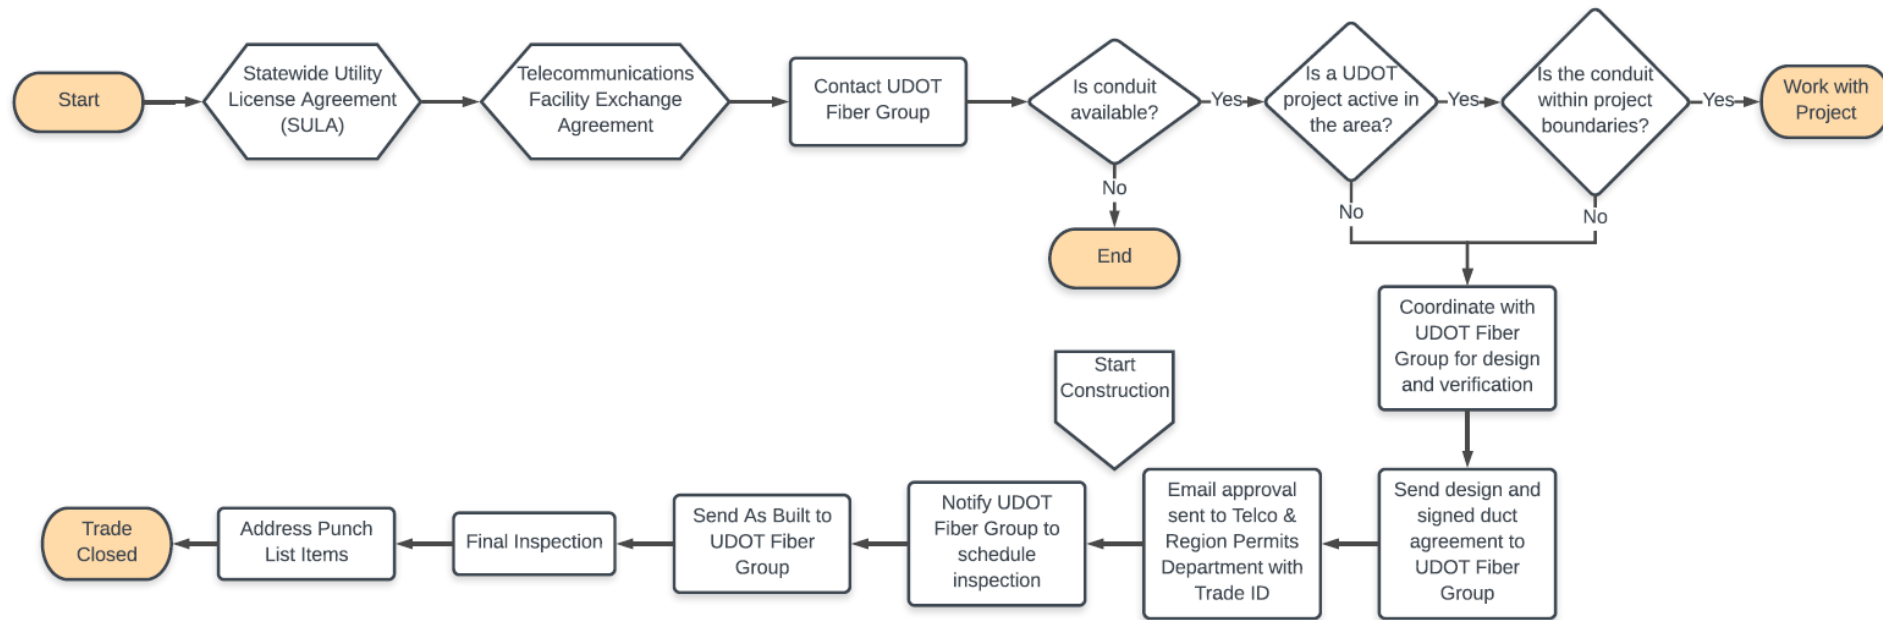 Start
Statewide Utility
License Agreement
(SULA)
Telecommunications
Facility Exchange
Agreement
Contact UDOT
Fiber Group
Is conduit
available?
Yes
No
End
Is a UDOT
project active in
the area?
Yes
No
Is the conduit
within project
boundaries?
Yes
No
Work with
Project
Coordinate with
UDOT Fiber
Group for design
and verification
Send design and
signed duct
agreement to
UDOT Fiber
Group
Email approval
sent to Telco &
Region Permits
Department with
Trade ID
Start
Construction
Notify UDOT
Fiber Group to
schedule
inspection
Send As Built to
UDOT Fiber
Group
Final Inspection
Address Punch
List Items
Trade
Closed